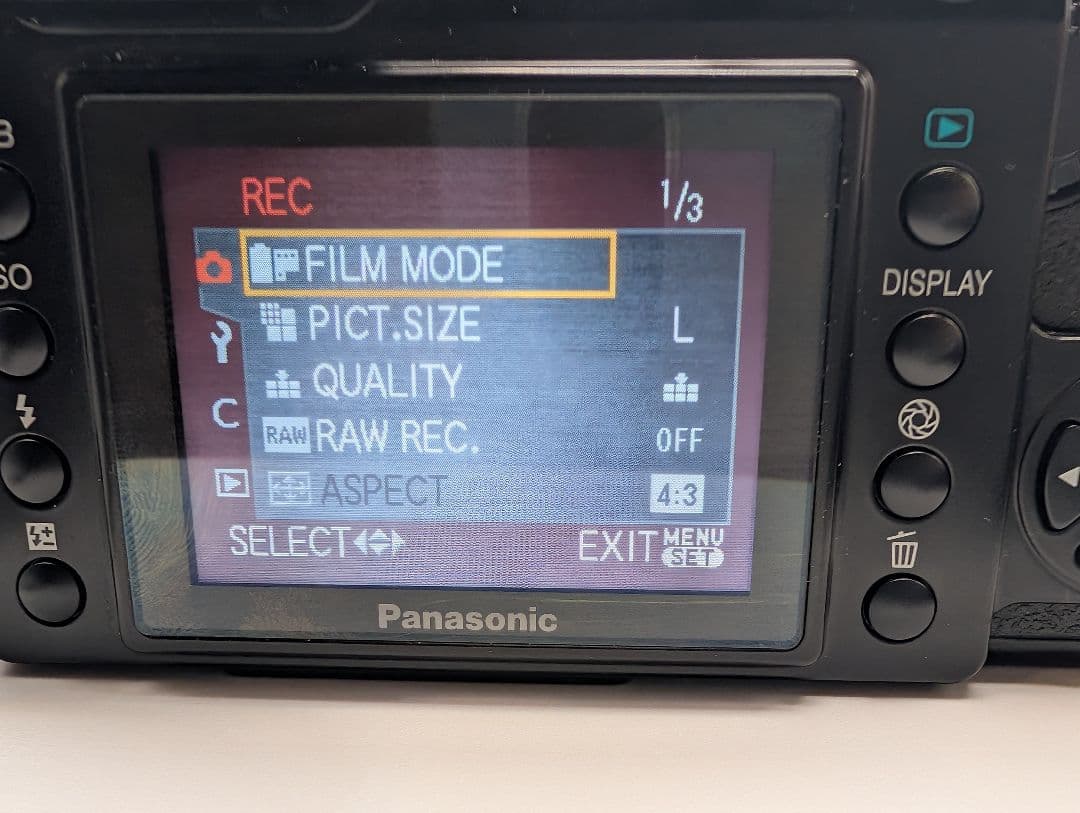 REC 1/3
FILM MODE
PICT.SIZE L
QUALITY
RAW RAW REC. OFF
ASPECT 4:3
SELECT EXIT MENU SET
C
Panasonic
B
SO
DISPLAY